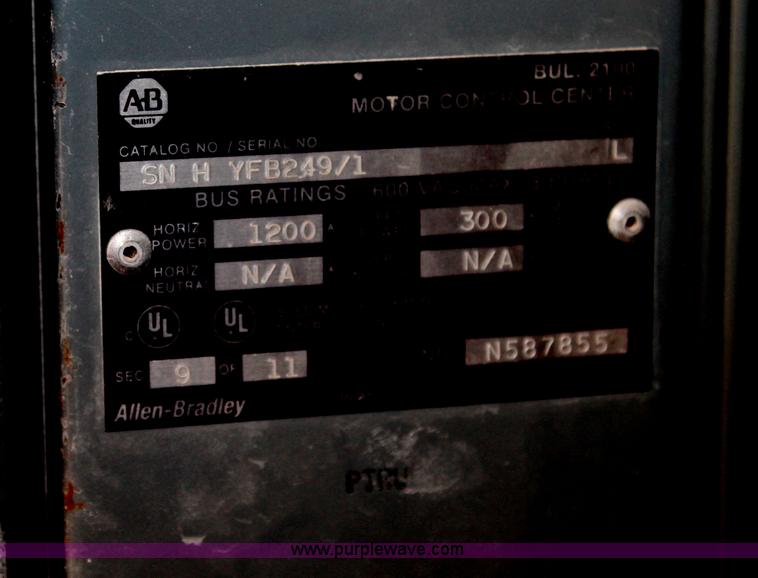 BUL. 2100
A-B
QUALITY
MOTOR CONTROL CENTER
CATALOG NO / SERIAL NO
SN H YFB249/1 L
BUS RATINGS 600
HORIZ POWER 1200 A 300
HORIZ NEUTRAL N/A N/A
C UL UL
SEC 9 OF 11 N587855
Allen-Bradley
www.purplewave.com